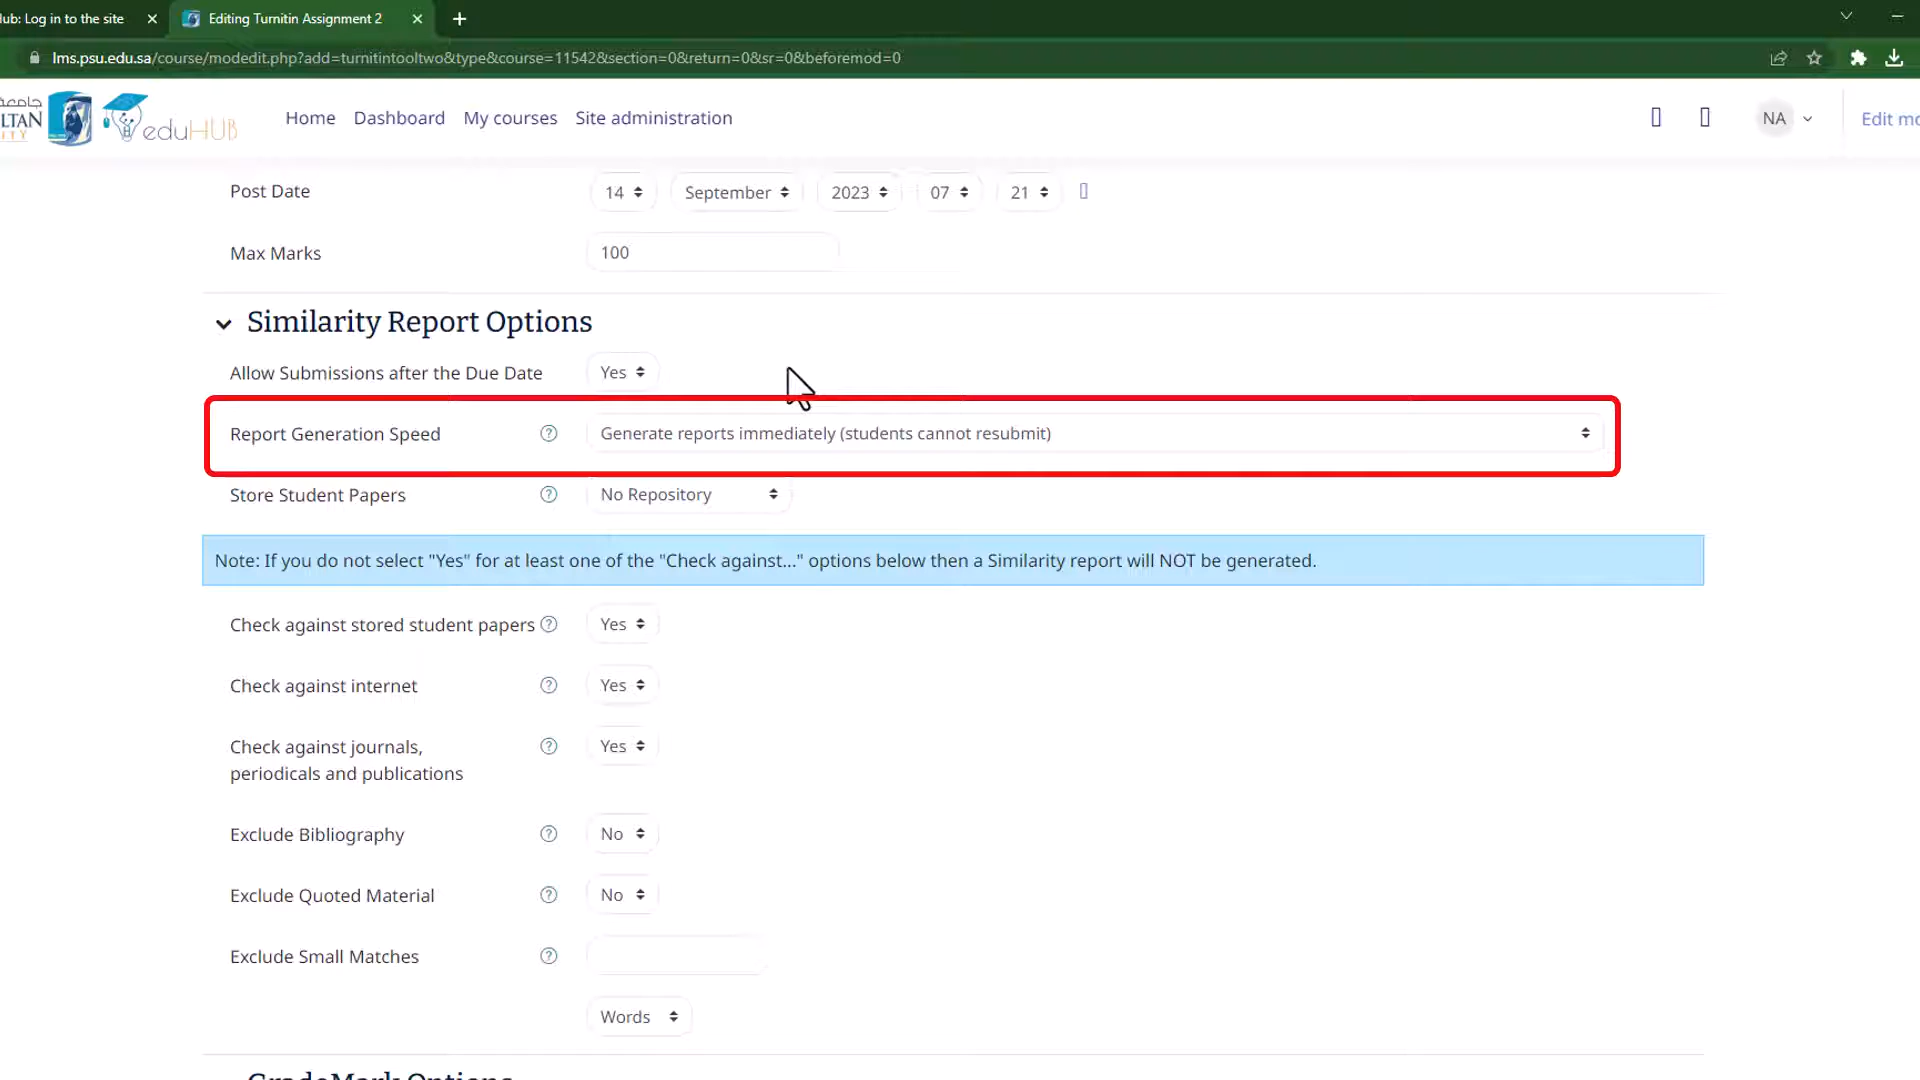 lub: Log in to the site
Editing Turnitin Assignment 2
lms.psu.edu.sa/course/modedit.php?add=turnitintooltwo&type&course=11542&section=0&return=0&sr=0&beforemod=0
جامعة
LTAN
ITY
eduHUB
Home Dashboard My courses Site administration
NA
Edit mo
Post Date 14 September 2023 07 21
Max Marks 100
Similarity Report Options
Allow Submissions after the Due Date Yes
Report Generation Speed Generate reports immediately (students cannot resubmit)
Store Student Papers No Repository
Note: If you do not select "Yes" for at least one of the "Check against..." options below then a Similarity report will NOT be generated.
Check against stored student papers Yes
Check against internet Yes
Check against journals, Yes
periodicals and publications
Exclude Bibliography No
Exclude Quoted Material No
Exclude Small Matches
Words
GradeMark Options